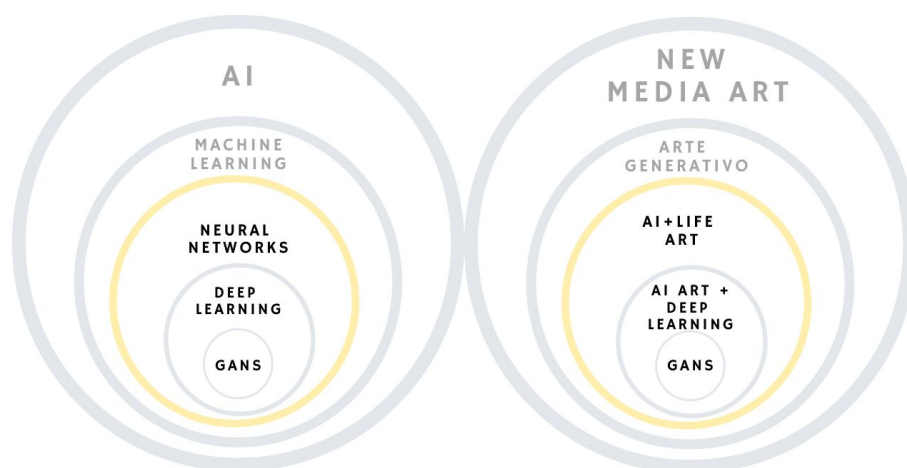 AI
MACHINE
LEARNING
NEURAL
NETWORKS
DEEP
LEARNING
GANS
NEW
MEDIA ART
ARTE
GENERATIVO
AI+LIFE
ART
AI ART +
DEEP
LEARNING
GANS